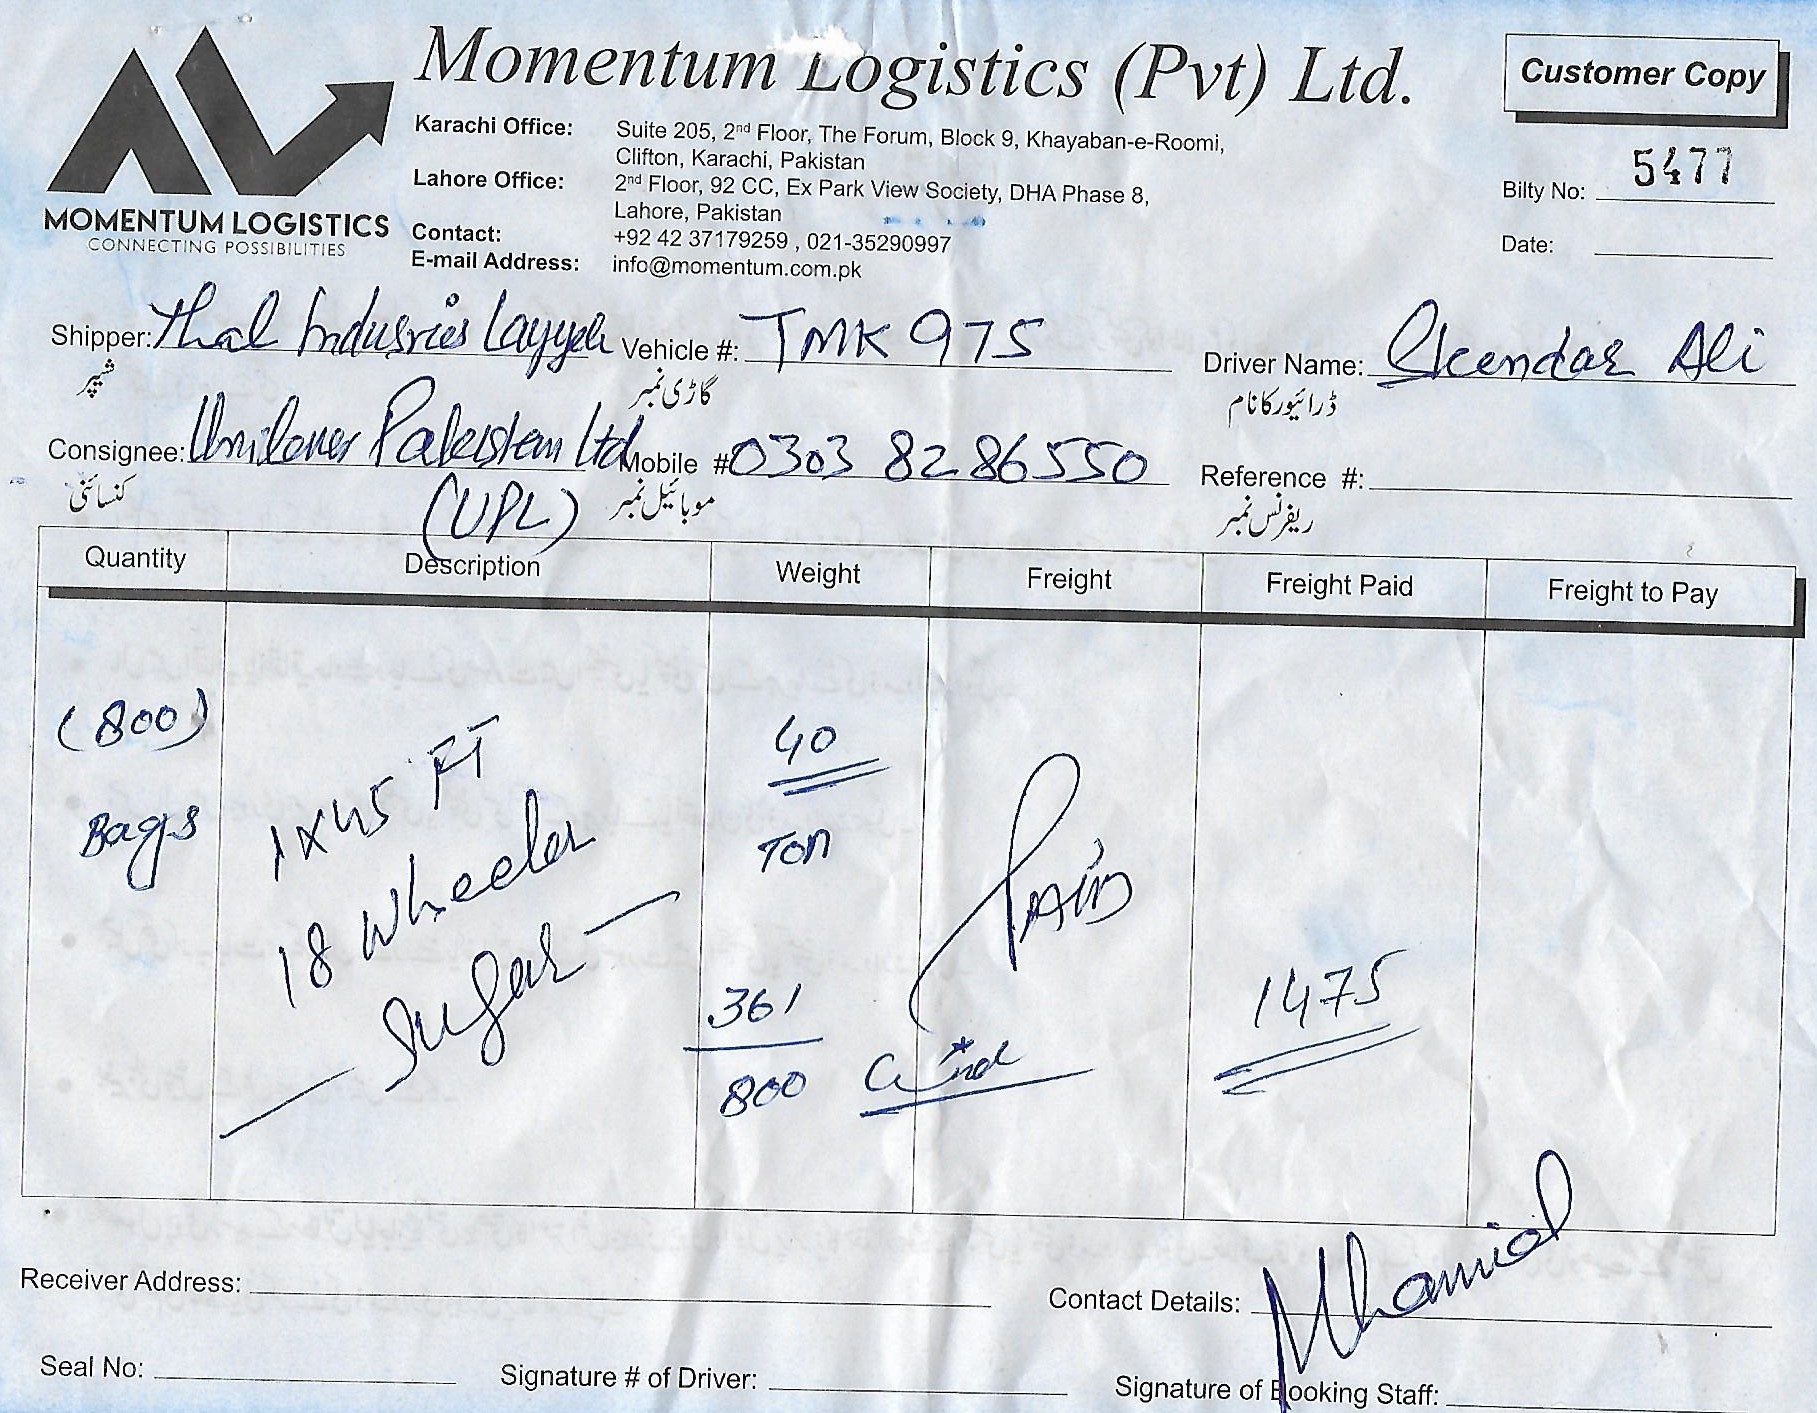 Momentum Logistics (Pvt) Ltd.
Customer Copy
MOMENTUM LOGISTICS
CONNECTING POSSIBILITIES
Karachi Office: Suite 205, 2nd Floor, The Forum, Block 9, Khayaban-e-Roomi,
Clifton, Karachi, Pakistan
Lahore Office: 2nd Floor, 92 CC, Ex Park View Society, DHA Phase 8,
Lahore, Pakistan
Contact: +92 42 37179259 , 021-35290997
E-mail Address: info@momentum.com.pk
Bilty No: 5477
Date:
Shipper: Thal Indusries Layyah Vehicle #: TMK 975 Driver Name: Skendar Ali
شپر گاڑی نمبر ڈرائیور کا نام
Consignee: Unilever Pakistan Ltd Mobile # 0303 8286550 Reference #:
(UPL)
کنسائنی موبائیل نمبر ریفرنس نمبر
Quantity Description Weight Freight Freight Paid Freight to Pay
(800)
Bags
1x45 FT
18 wheeler
Sugar
40
Ton
361
800
PAID
1475
Receiver Address: Contact Details:
Seal No: Signature # of Driver: Signature of Booking Staff: